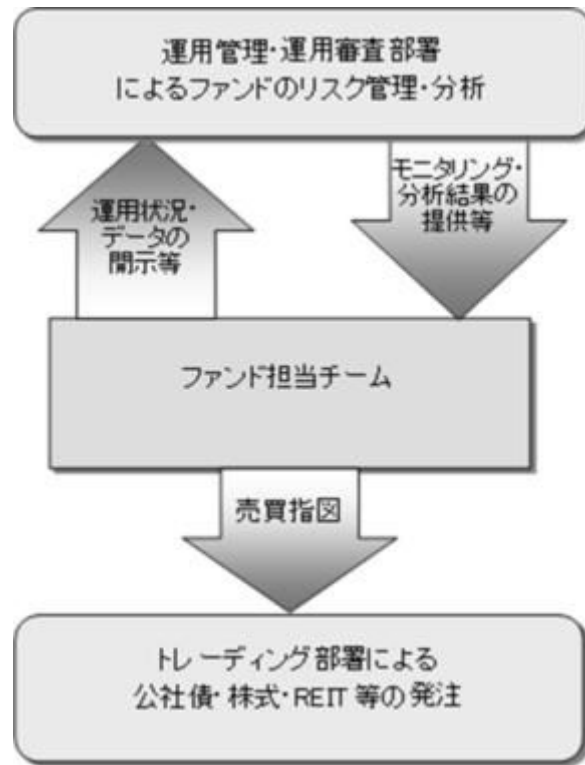 運用管理・運用審査部署
によるファンドのリスク管理・分析
運用状況・
データの
開示等
モニタリング・
分析結果の
提供等
ファンド担当チーム
売買指図
トレーディング部署による
公社債・株式・REIT 等の発注